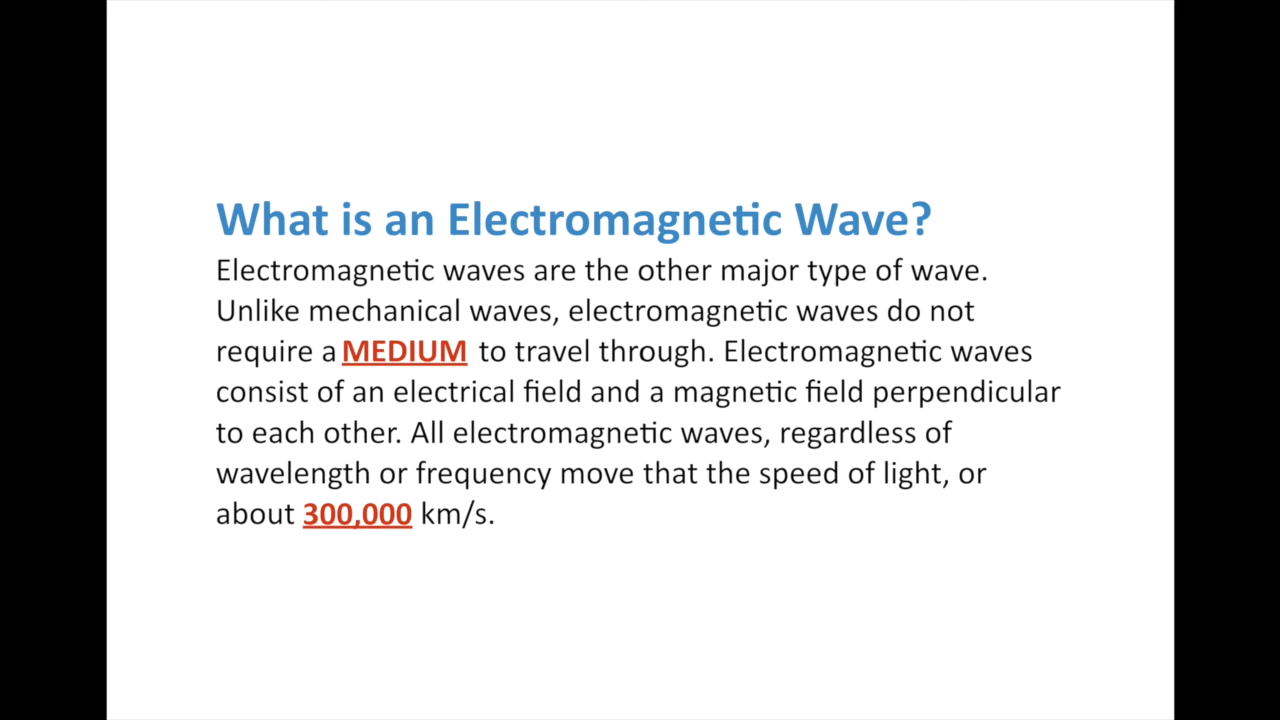 What is an Electromagnetic Wave?
Electromagnetic waves are the other major type of wave.
Unlike mechanical waves, electromagnetic waves do not
require a MEDIUM to travel through. Electromagnetic waves
consist of an electrical field and a magnetic field perpendicular
to each other. All electromagnetic waves, regardless of
wavelength or frequency move that the speed of light, or
about 300,000 km/s.